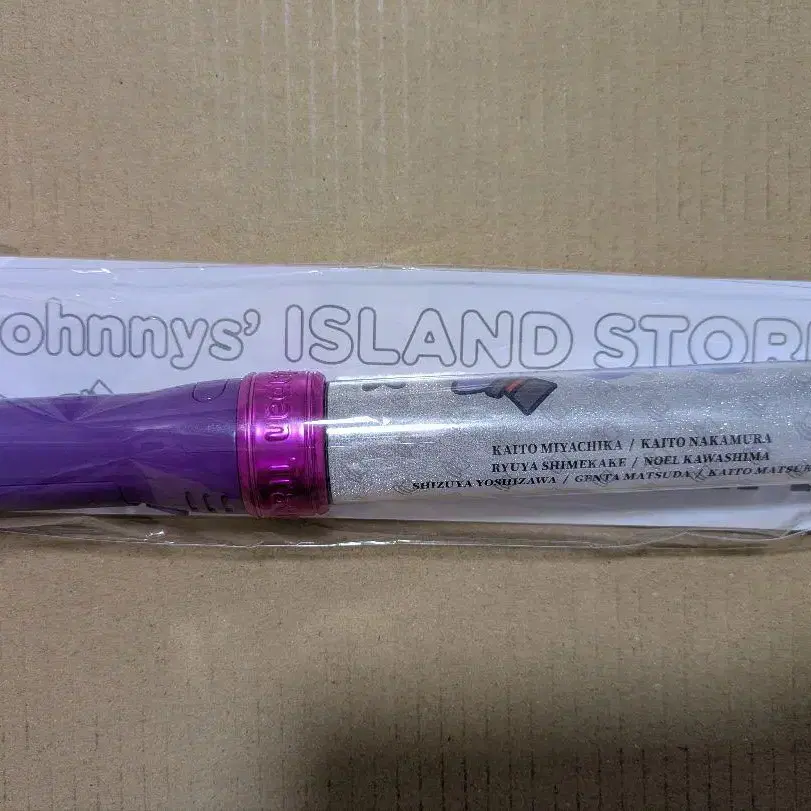 ohnnys' ISLAND STOR
KAITO MIYACHIKA / KAITO NAKAMURA
RYUYA SHIMEKAKE / NOEL KAWASHIMA
SHIZUYA YOSHIZAWA / GENTA MATSUDA / KAITO MATSU